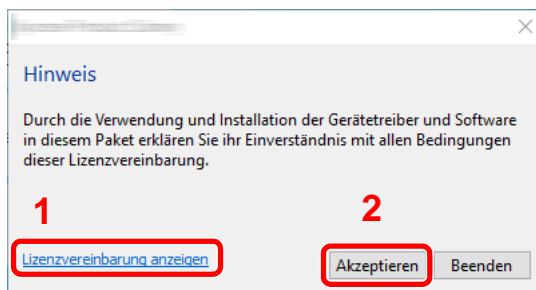 Hinweis
Durch die Verwendung und Installation der Gerätetreiber und Software
in diesem Paket erklären Sie ihr Einverständnis mit allen Bedingungen
dieser Lizenzvereinbarung.
1
2
Lizenzvereinbarung anzeigen
Akzeptieren
Beenden